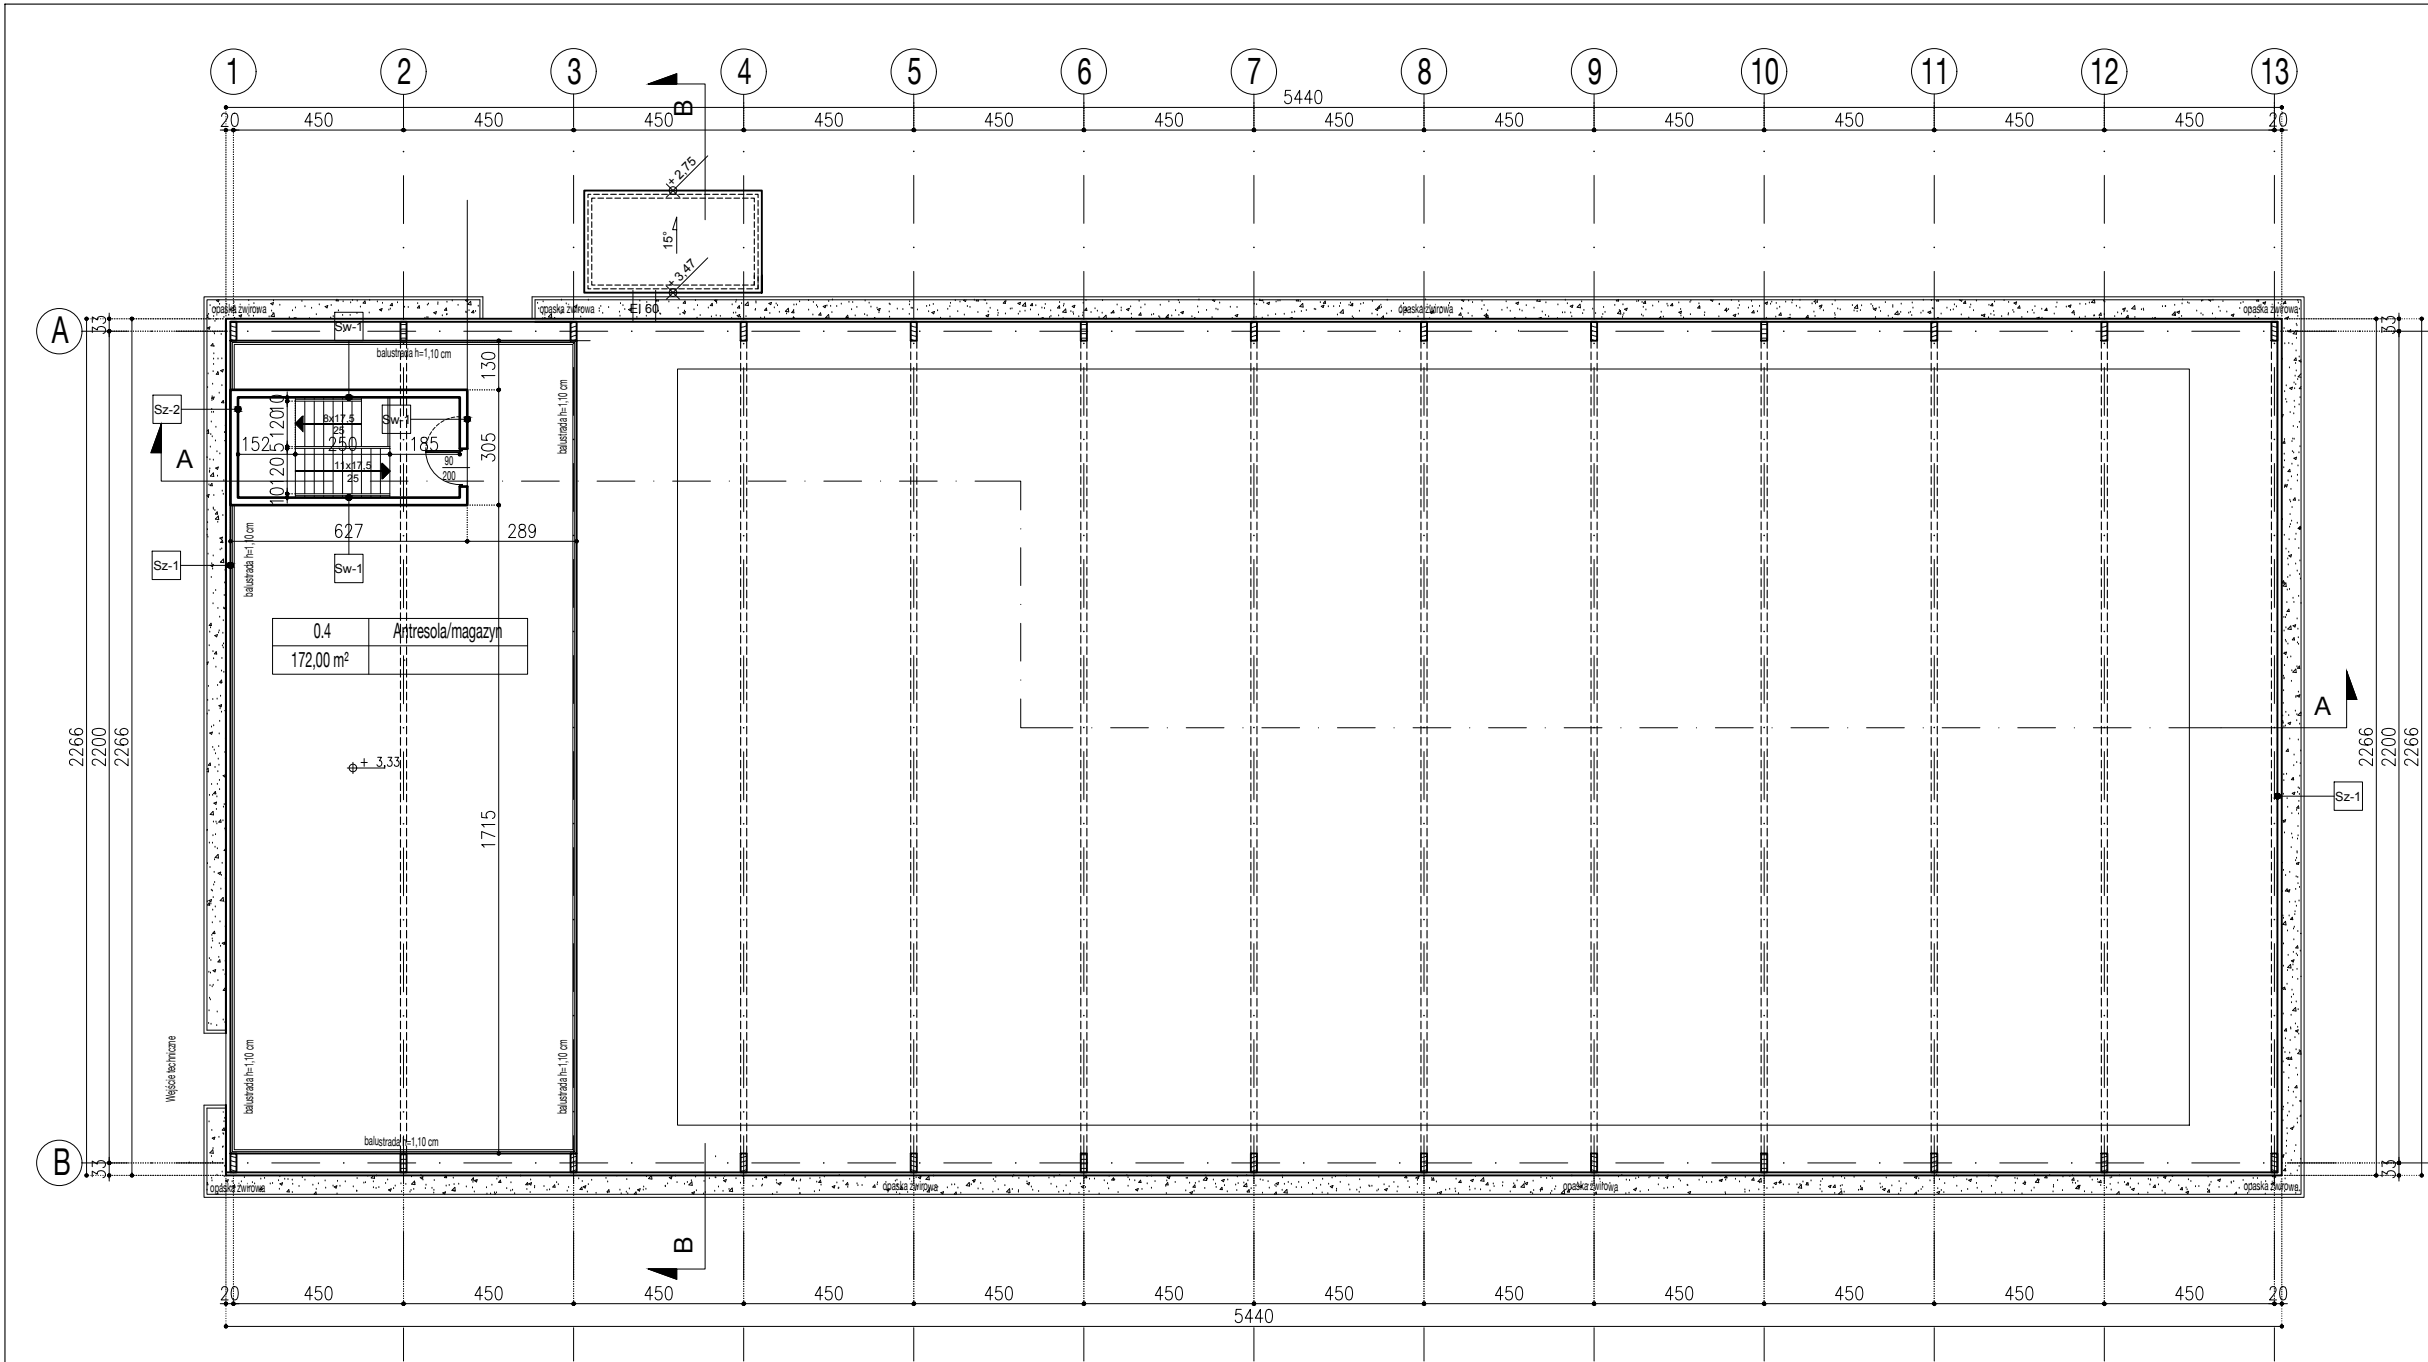 1 2 3 4 5 6 7 8 9 10 11 12 13
5440
20 450 450 450 450 450 450 450 450 450 450 450 450 20
B
+ 2,75
15°
+ 3,47
opaska żwirowa
opaska żwirowa
EI 60
opaska żwirowa
opaska żwirowa
A
33
33
Sw-1
balustrada h=1,10 cm
130
balustrada h=1,10 cm
Sz-2
A
10
120
5
120
10
8x17,5
25
Sw-1
152 250 185
305
11x17,5
25
90
200
627 289
balustrada h=1,10 cm
Sz-1
Sw-1
0.4 Antresola/magazyn
172,00 m²
A
2266
2200
2266
+ 3,33
2266
2200
2266
Sz-1
1715
Wejście techniczne
balustrada h=1,10 cm
balustrada h=1,10 cm
balustrada h=1,10 cm
B
33
33
opaska żwirowa
opaska żwirowa
opaska żwirowa
opaska żwirowa
B
20 450 450 450 450 450 450 450 450 450 450 450 450 20
5440